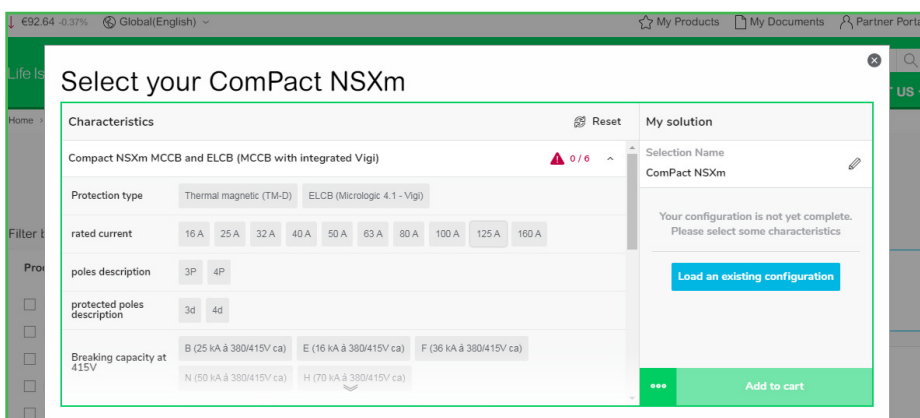 €92.64 -0.37% Global(English) My Products My Documents Partner Porta
Life Is
US
Home >
Select your ComPact NSXm
Characteristics Reset My solution
Compact NSXm MCCB and ELCB (MCCB with integrated Vigi) 0 / 6
Selection Name
ComPact NSXm
Protection type Thermal magnetic (TM-D) ELCB (Micrologic 4.1 - Vigi)
Your configuration is not yet complete.
Please select some characteristics
Filter b
rated current 16 A 25 A 32 A 40 A 50 A 63 A 80 A 100 A 125 A 160 A
Proc
poles description 3P 4P
Load an existing configuration
protected poles
description
3d 4d
Breaking capacity at
415V
B (25 kA á 380/415V ca) E (16 kA á 380/415V ca) F (36 kA á 380/415V ca)
N (50 kA á 380/415V ca) H (70 kA á 380/415V ca)
Add to cart